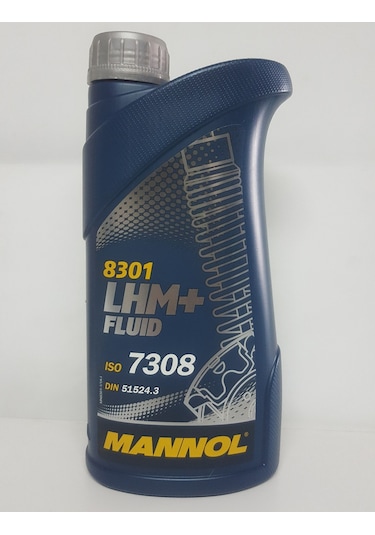 8301
LHM+
FLUID
ISO 7308
DIN 51524.3
MANNOL®